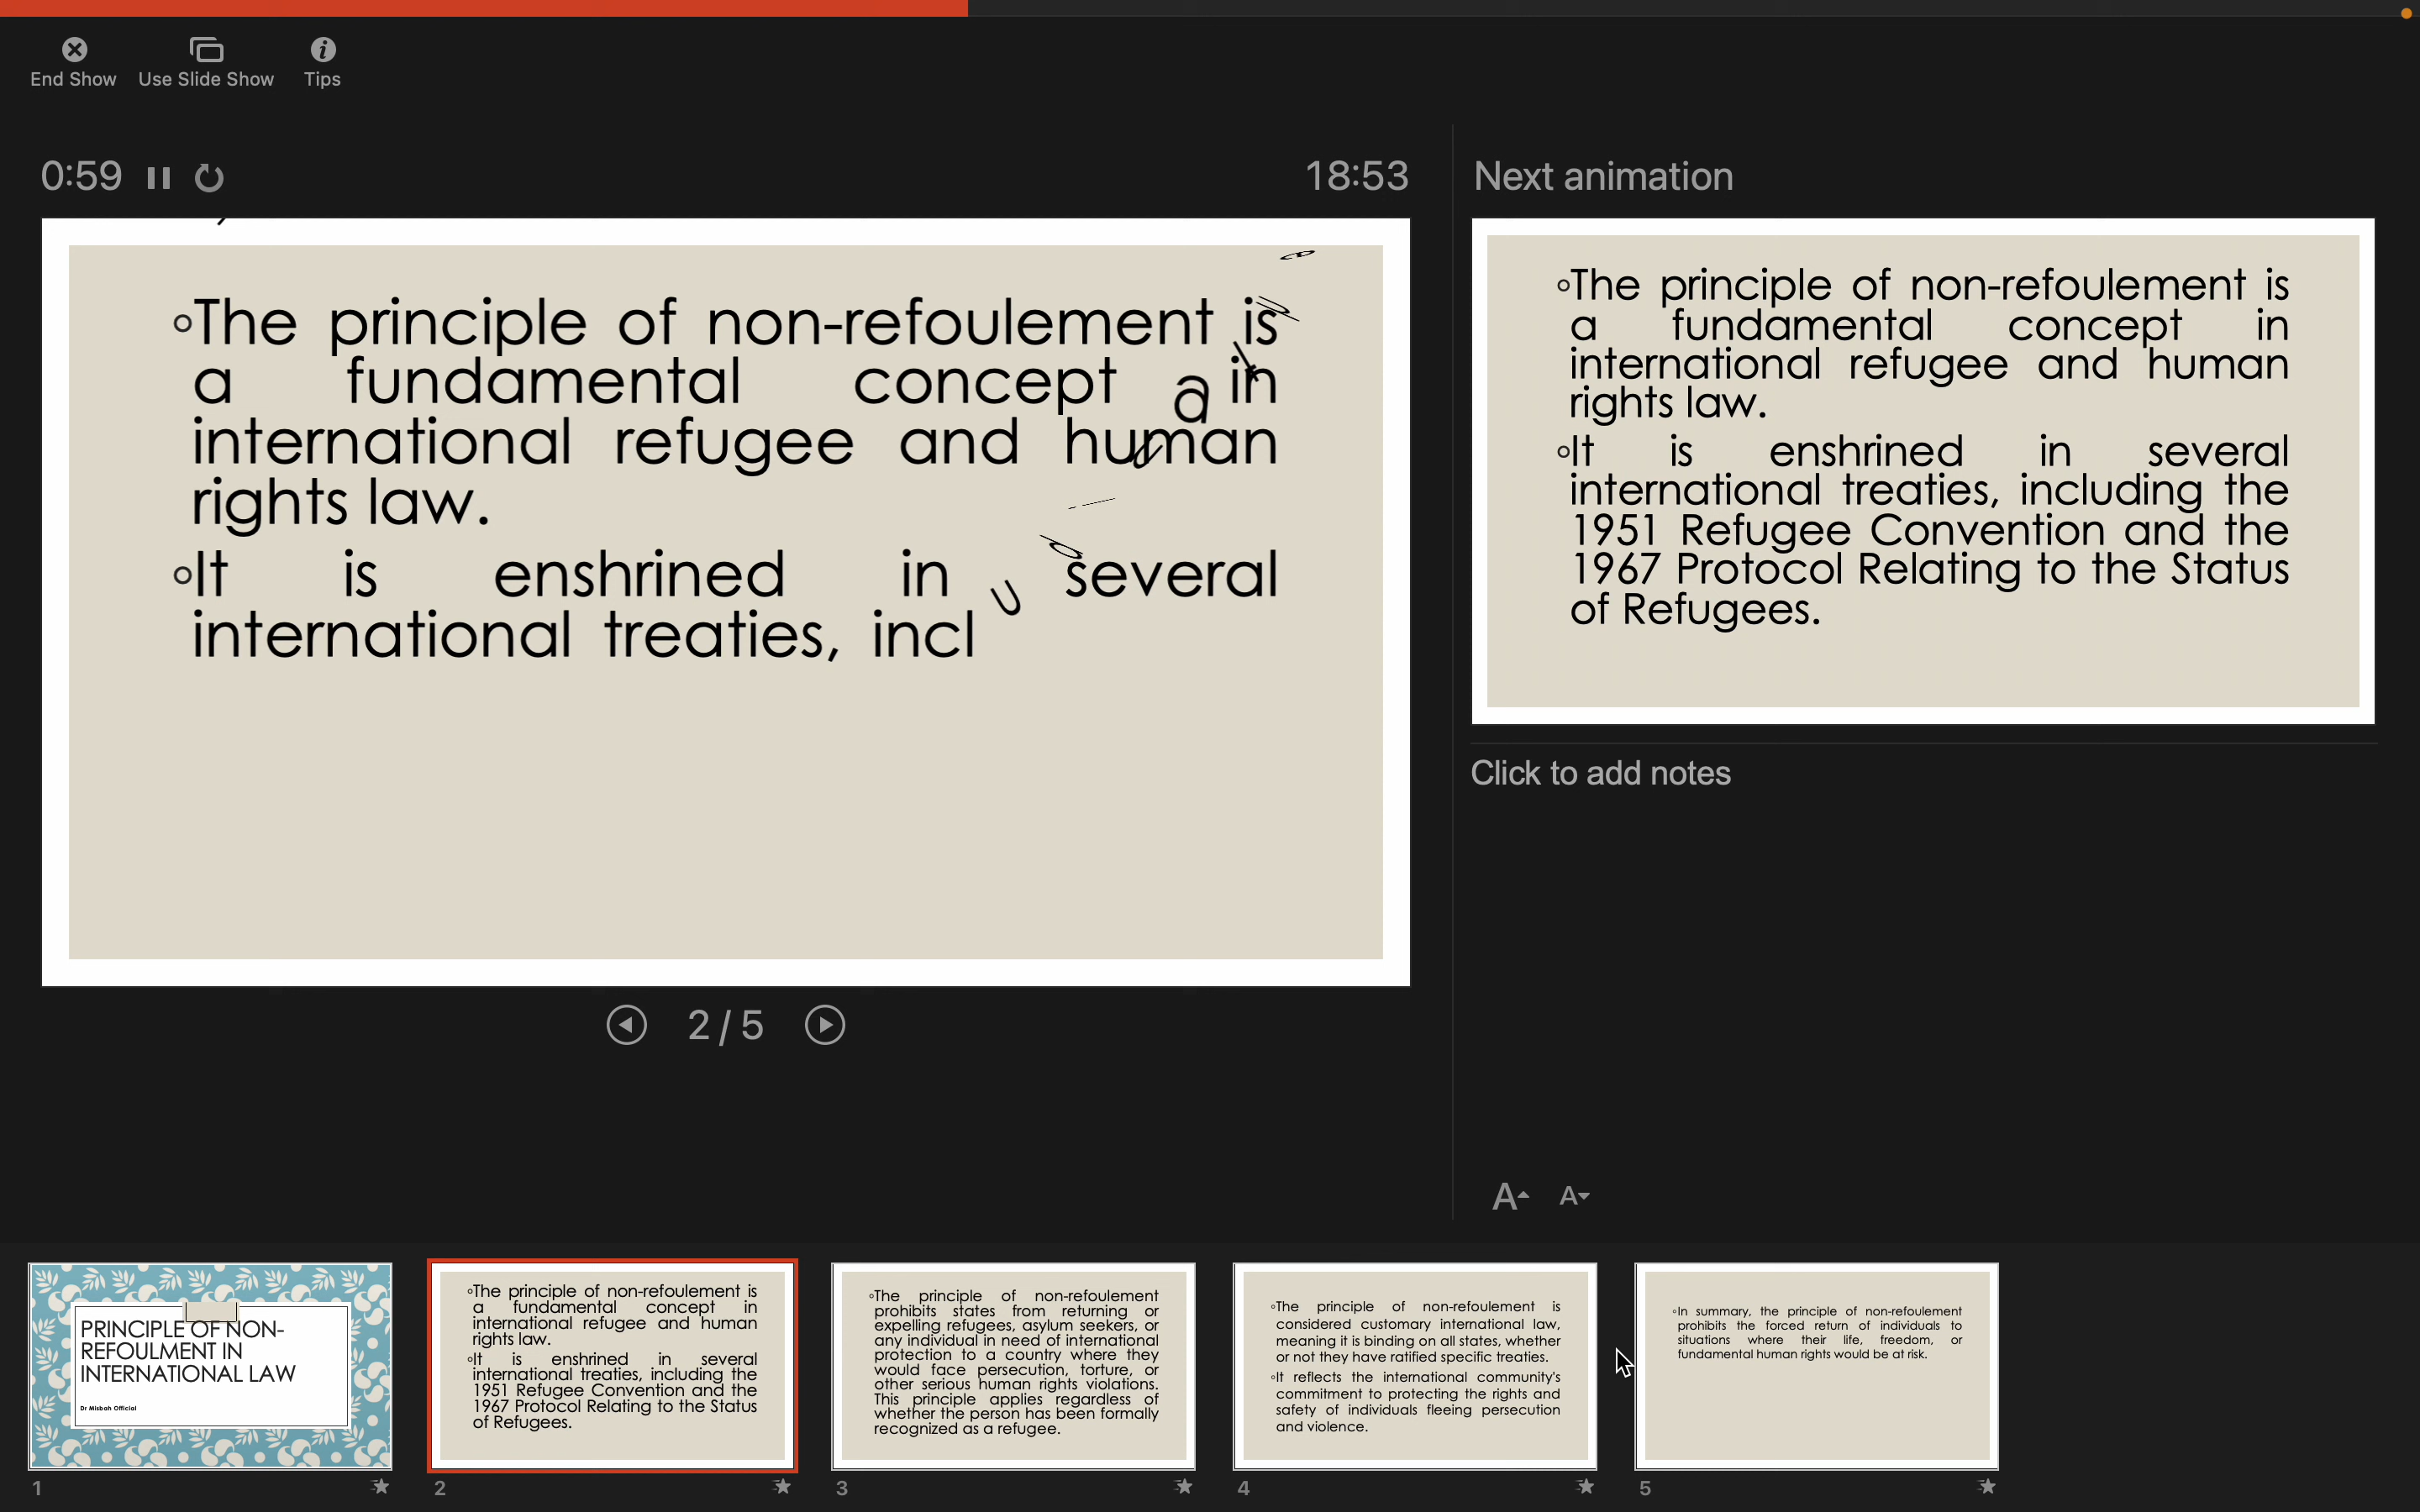 End Show
Use Slide Show
Tips
0:59
18:53
Next animation
The principle of non-refoulement is
a fundamental concept in
international refugee and human
rights law.
It is enshrined in several
international treaties, incl
The principle of non-refoulement is
a fundamental concept in
international refugee and human
rights law.
It is enshrined in several
international treaties, including the
1951 Refugee Convention and the
1967 Protocol Relating to the Status
of Refugees.
Click to add notes
2 / 5
A A
PRINCIPLE OF NON-
REFOULMENT IN
INTERNATIONAL LAW
Dr Misbah Official
1
The principle of non-refoulement is
a fundamental concept in
international refugee and human
rights law.
It is enshrined in several
international treaties, including the
1951 Refugee Convention and the
1967 Protocol Relating to the Status
of Refugees.
2
The principle of non-refoulement
prohibits states from returning or
expelling refugees, asylum seekers, or
any individual in need of international
protection to a country where they
would face persecution, torture, or
other serious human rights violations.
This principle applies regardless of
whether the person has been formally
recognized as a refugee.
3
The principle of non-refoulement is
considered customary international law,
meaning it is binding on all states, whether
or not they have ratified specific treaties.
It reflects the international community's
commitment to protecting the rights and
safety of individuals fleeing persecution
and violence.
4
In summary, the principle of non-refoulement
prohibits the forced return of individuals to
situations where their life, freedom, or
fundamental human rights would be at risk.
5